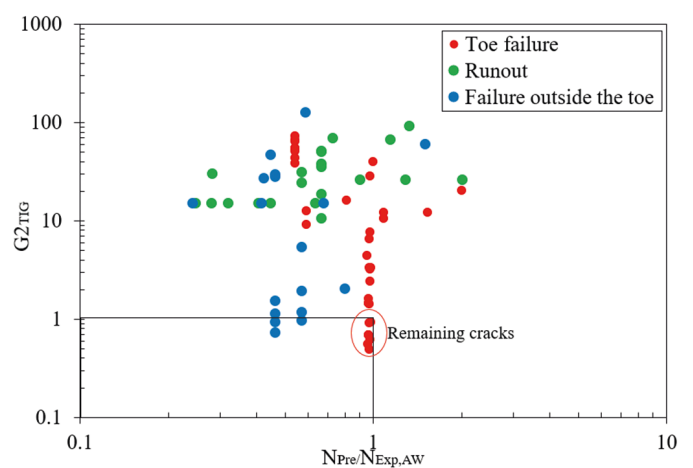 1000
100
10
1
0.1
G2TIG
Toe failure
Runout
Failure outside the toe
Remaining cracks
0.1
1
10
NPre/NExp,AW